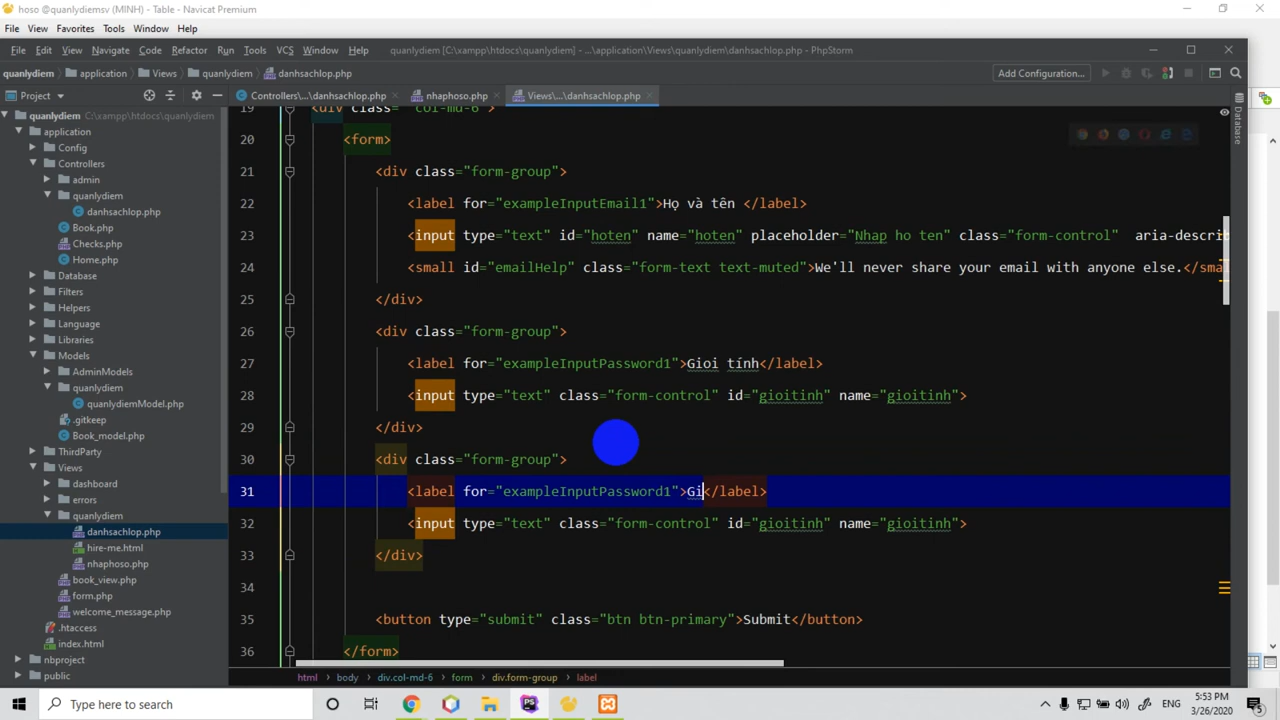 hoso @quanlydiemsv (MINH) - Table - Navicat Premium
File View Favorites Tools Window Help
File Edit View Navigate Code Refactor Run Tools VCS Window Help quanlydiem [C:\xampp\htdocs\quanlydiem] - ...\application\Views\quanlydiem\danhsachlop.php - PhpStorm
quanlydiem application Views quanlydiem danhsachlop.php Add Configuration...
Project Controllers\...\danhsachlop.php nhaphoso.php Views\...\danhsachlop.php
quanlydiem C:\xampp\htdocs\quanlydiem
application
Config
Controllers
admin
quanlydiem
danhsachlop.php
Book.php
Checks.php
Home.php
Database
Filters
Helpers
Language
Libraries
Models
AdminModels
quanlydiem
quanlydiemModel.php
.gitkeep
Book_model.php
ThirdParty
Views
dashboard
errors
quanlydiem
danhsachlop.php
hire-me.html
nhaphoso.php
book_view.php
form.php
welcome_message.php
.htaccess
index.html
nbproject
public
19 <div class="col-md-6">
20 <form>
21 <div class="form-group">
22 <label for="exampleInputEmail1">Họ và tên </label>
23 <input type="text" id="hoten" name="hoten" placeholder="Nhap ho ten" class="form-control" aria-descri
24 <small id="emailHelp" class="form-text text-muted">We'll never share your email with anyone else.</smal
25 </div>
26 <div class="form-group">
27 <label for="exampleInputPassword1">Gioi tính</label>
28 <input type="text" class="form-control" id="gioitinh" name="gioitinh">
29 </div>
30 <div class="form-group">
31 <label for="exampleInputPassword1">Gi</label>
32 <input type="text" class="form-control" id="gioitinh" name="gioitinh">
33 </div>
34
35 <button type="submit" class="btn btn-primary">Submit</button>
36 </form>
html body div.col-md-6 form div.form-group label
Database
Type here to search
ENG
5:53 PM
3/26/2020
5